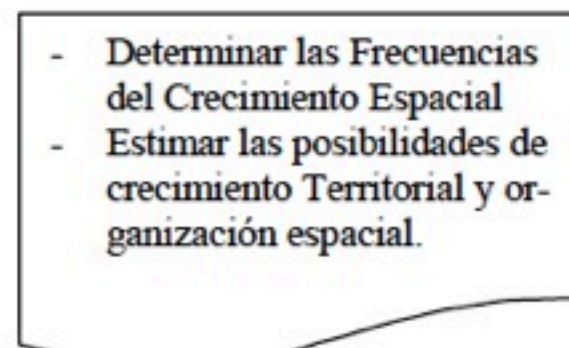 - Determinar las Frecuencias
del Crecimiento Espacial
- Estimar las posibilidades de
crecimiento Territorial y or-
ganización espacial.